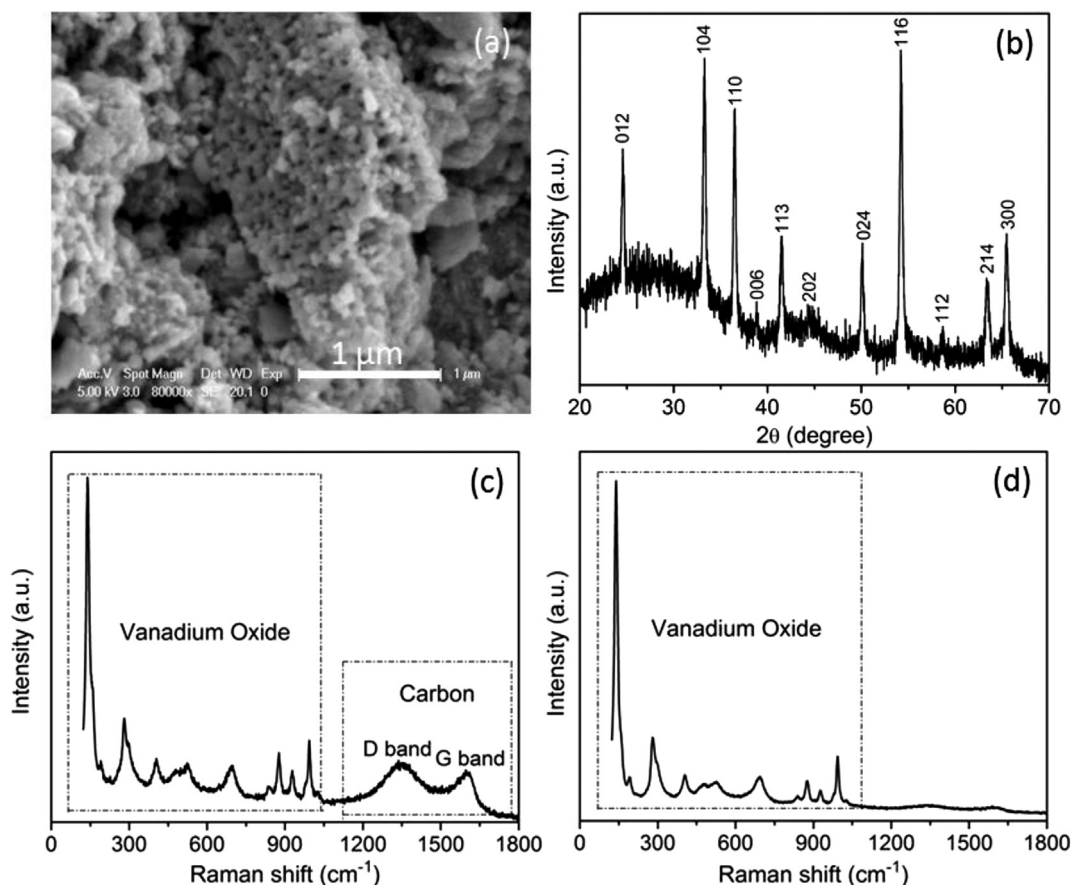 (a)
1 μm
Acc.V Spot Magn Det WD Exp
5.00 kV 3.0 80000x SE 20.1 0
1 μm
(b)
Intensity (a.u.)
012
104
110
006
113
202
024
116
112
214
300
20 30 40 50 60 70
2θ (degree)
(c)
Intensity (a.u.)
Vanadium Oxide
Carbon
D band
G band
0 300 600 900 1200 1500 1800
Raman shift (cm-1)
(d)
Intensity (a.u.)
Vanadium Oxide
0 300 600 900 1200 1500 1800
Raman shift (cm-1)